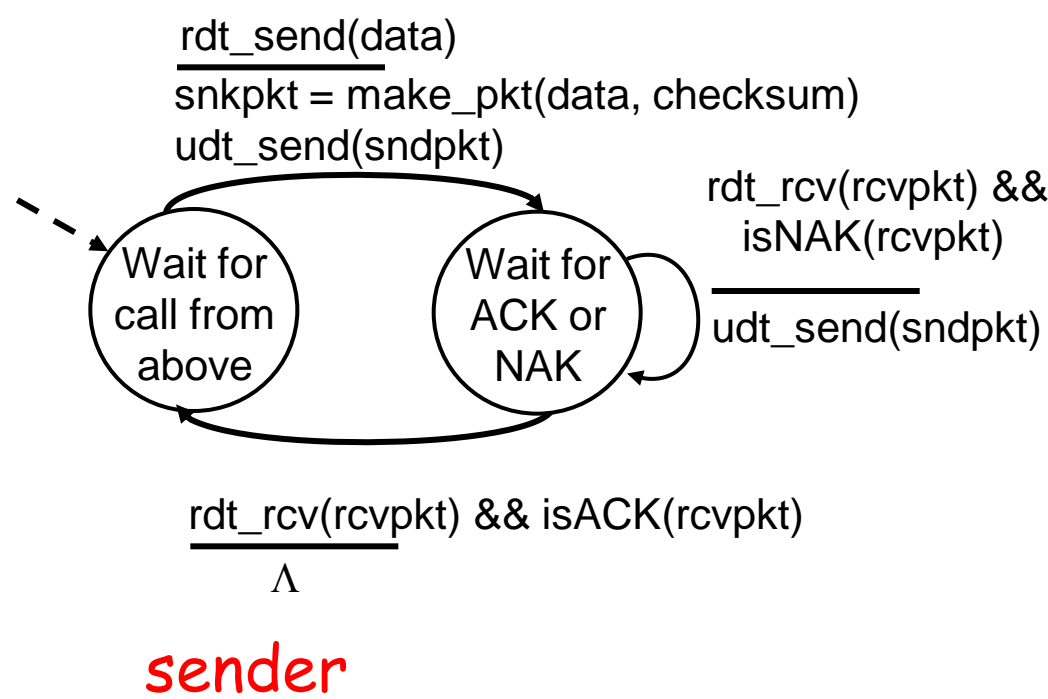 rdt_send(data)
snkpkt = make_pkt(data, checksum)
udt_send(sndpkt)
rdt_rcv(rcvpkt) &&
isNAK(rcvpkt)
udt_send(sndpkt)
Wait for
call from
above
Wait for
ACK or
NAK
rdt_rcv(rcvpkt) && isACK(rcvpkt)
Λ
sender